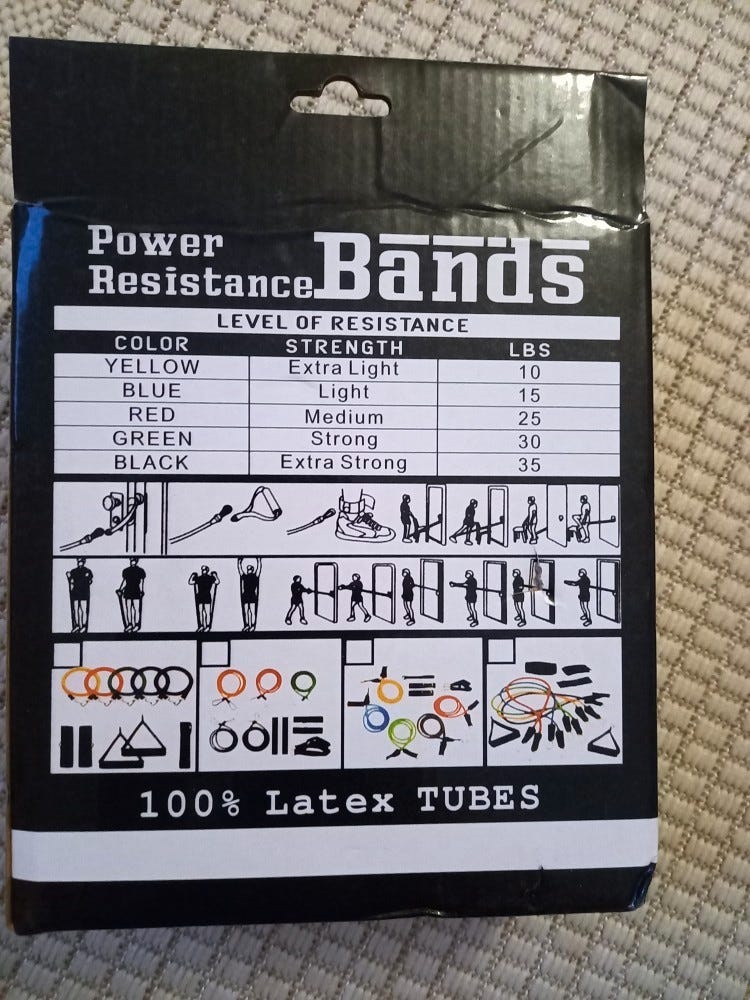 Power
Resistance Bands
LEVEL OF RESISTANCE
COLOR STRENGTH LBS
YELLOW Extra Light 10
BLUE Light 15
RED Medium 25
GREEN Strong 30
BLACK Extra Strong 35
100% Latex TUBES